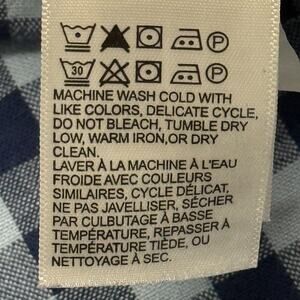 30
MACHINE WASH COLD WITH
LIKE COLORS, DELICATE CYCLE,
DO NOT BLEACH, TUMBLE DRY
LOW, WARM IRON,OR DRY
CLEAN.
LAVER À LA MACHINE À L'EAU
FROIDE AVEC COULEURS
SIMILAIRES, CYCLE DÉLICAT,
NE PAS JAVELLISER, SÉCHER
PAR CULBUTAGE À BASSE
TEMPÉRATURE, REPASSER À
TEMPÉRATURE TIÈDE, OU
NETTOYAGE À SEC.